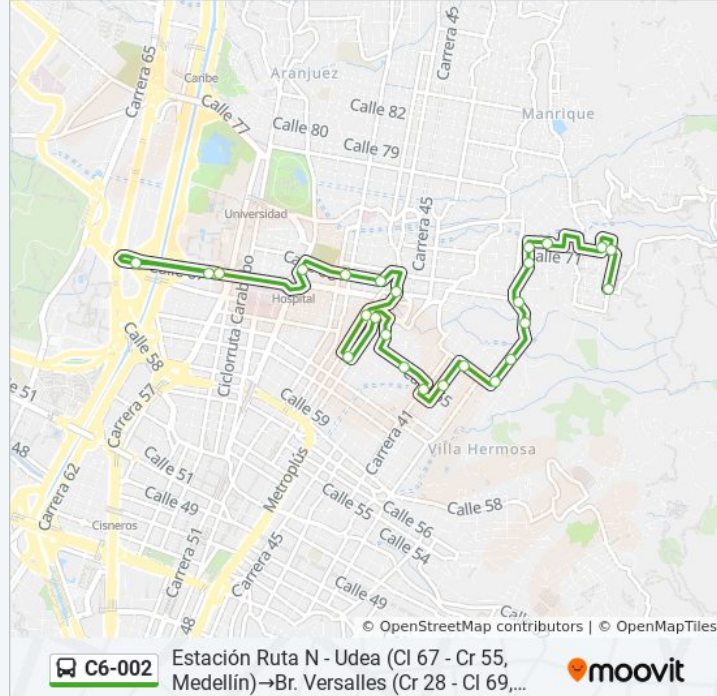 Carrera 65
Carrera 45
Caribe
Aranjuez
Calle 77
Calle 82
Manrique
Calle 80
Calle 79
Universidad
Carrera 45
Calle 77
Hospital
Ciclorruta Carabobo
Calle 58
Carrera 57
Calle 59
Carrera 41
Villa Hermosa
e 51
48
Carrera 62
Calle 51
Metroplús
Calle 58
Calle 49
Calle 55
Calle 56
Cisneros
Carrera 51
Calle 54
Carrera 45
48
Calle 49
© OpenStreetMap contributors | © OpenMapTiles
C6-002
Estación Ruta N - Udea (Cl 67 - Cr 55,
Medellín)→Br. Versalles (Cr 28 - Cl 69,...
moovit